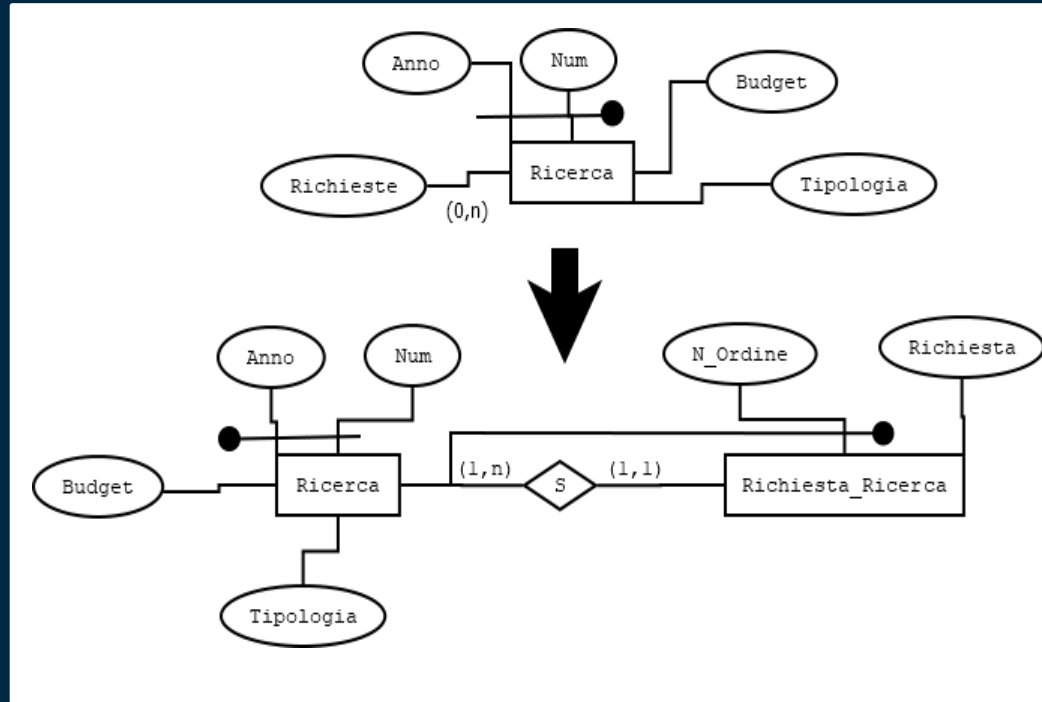 Anno
Num
Budget
Richieste
Ricerca
Tipologia
(0,n)
Anno
Num
N_Ordine
Richiesta
Budget
Ricerca
(1,n)
S
(1,1)
Richiesta_Ricerca
Tipologia